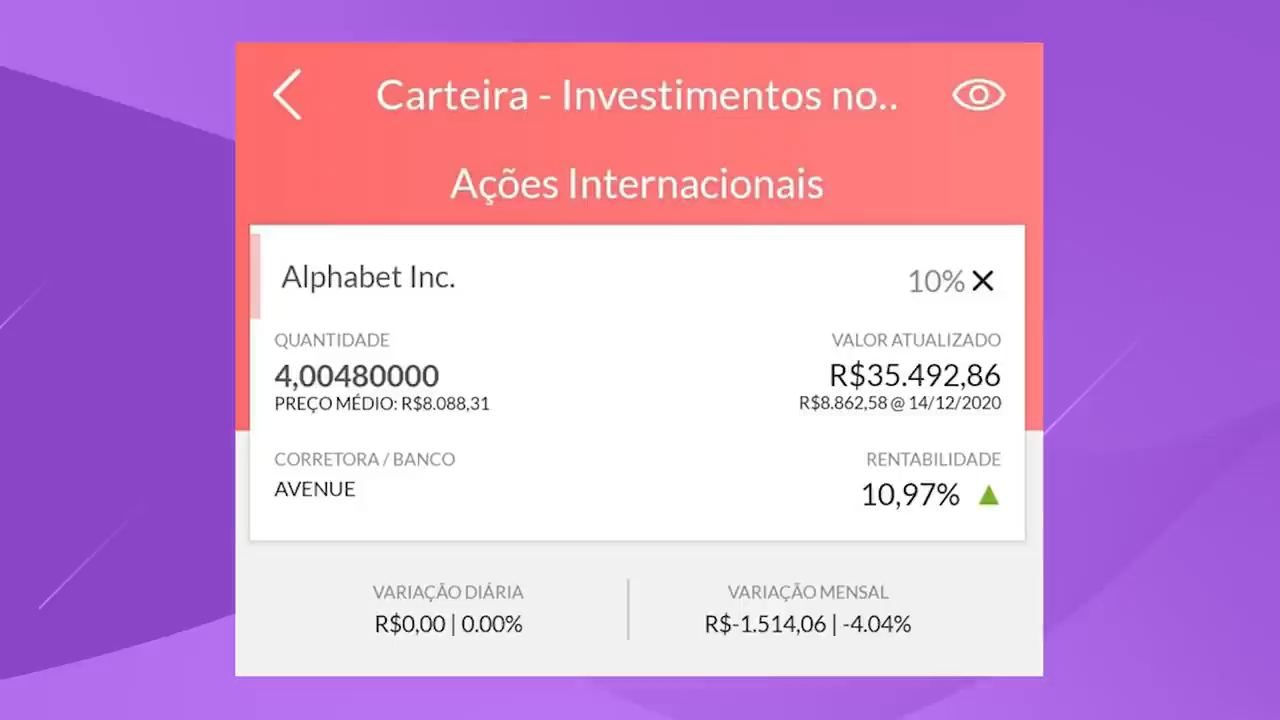 Carteira - Investimentos no..
Ações Internacionais
Alphabet Inc.
10%
QUANTIDADE
VALOR ATUALIZADO
4,00480000
R$35.492,86
PREÇO MÉDIO: R$8.088,31
R$8.862,58 @ 14/12/2020
CORRETORA / BANCO
RENTABILIDADE
AVENUE
10,97%
VARIAÇÃO DIÁRIA
VARIAÇÃO MENSAL
R$0,00 | 0.00%
R$-1.514,06 | -4.04%